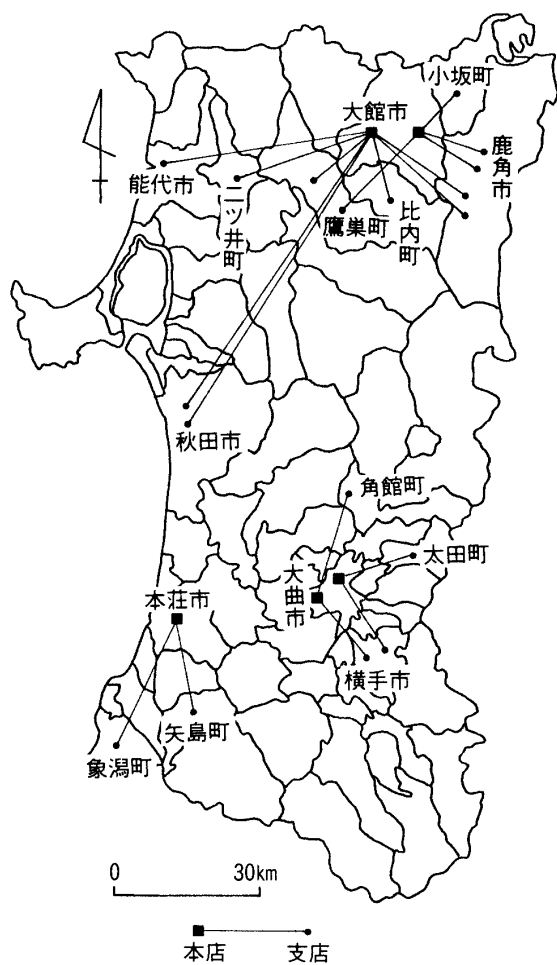 小坂町
大館市
鹿角市
能代市
二ツ井町
鷹巣町
比内町
秋田市
角館町
太田町
大曲市
本荘市
横手市
矢島町
象潟町
0 30km
本店 支店